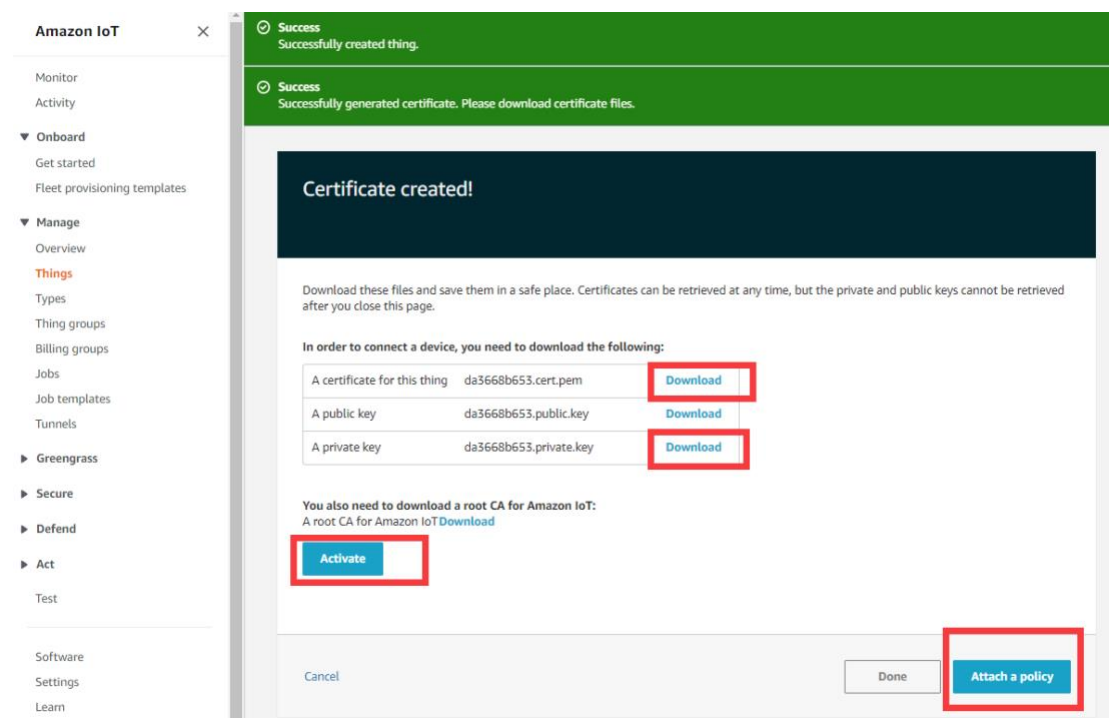 Amazon IoT
Monitor
Activity
Onboard
Get started
Fleet provisioning templates
Manage
Overview
Things
Types
Thing groups
Billing groups
Jobs
Job templates
Tunnels
Greengrass
Secure
Defend
Act
Test
Software
Settings
Learn
Success
Successfully created thing.
Success
Successfully generated certificate. Please download certificate files.
Certificate created!
Download these files and save them in a safe place. Certificates can be retrieved at any time, but the private and public keys cannot be retrieved
after you close this page.
In order to connect a device, you need to download the following:
A certificate for this thing da3668b653.cert.pem Download
A public key da3668b653.public.key Download
A private key da3668b653.private.key Download
You also need to download a root CA for Amazon IoT:
A root CA for Amazon IoTDownload
Activate
Cancel Done Attach a policy